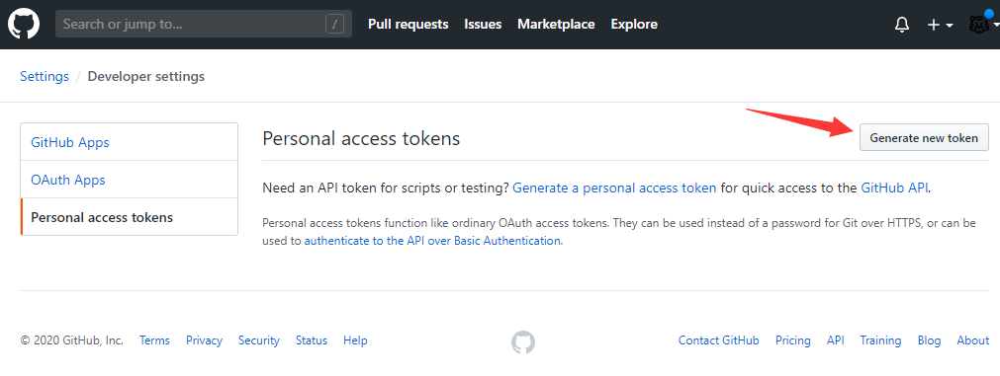 Search or jump to... / Pull requests Issues Marketplace Explore
Settings / Developer settings
GitHub Apps
OAuth Apps
Personal access tokens
Personal access tokens
Generate new token
Need an API token for scripts or testing? Generate a personal access token for quick access to the GitHub API.
Personal access tokens function like ordinary OAuth access tokens. They can be used instead of a password for Git over HTTPS, or can be
used to authenticate to the API over Basic Authentication.
© 2020 GitHub, Inc. Terms Privacy Security Status Help Contact GitHub Pricing API Training Blog About